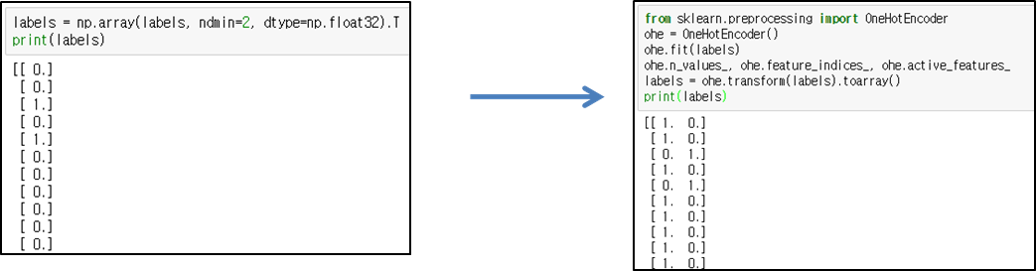 labels = np.array(labels, ndmin=2, dtype=np.float32).T
print(labels)
[[ 0.]
[ 0.]
[ 1.]
[ 0.]
[ 1.]
[ 0.]
[ 0.]
[ 0.]
[ 0.]
[ 0.]
[ 0.]
from sklearn.preprocessing import OneHotEncoder
ohe = OneHotEncoder()
ohe.fit(labels)
ohe.n_values_, ohe.feature_indices_, ohe.active_features_
labels = ohe.transform(labels).toarray()
print(labels)
[[ 1. 0.]
[ 1. 0.]
[ 0. 1.]
[ 1. 0.]
[ 0. 1.]
[ 1. 0.]
[ 1. 0.]
[ 1. 0.]
[ 1. 0.]
[ 1. 0.]